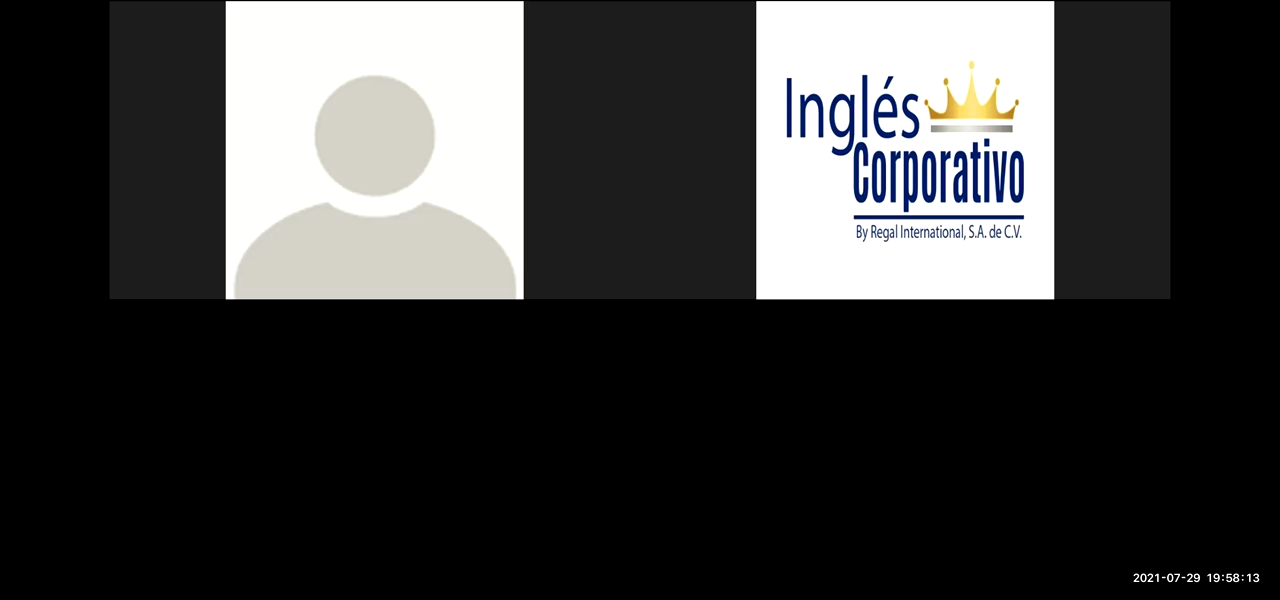 Inglés
Corporativo
By Regal International, S.A. de C.V.
2021-07-29 19:58:13